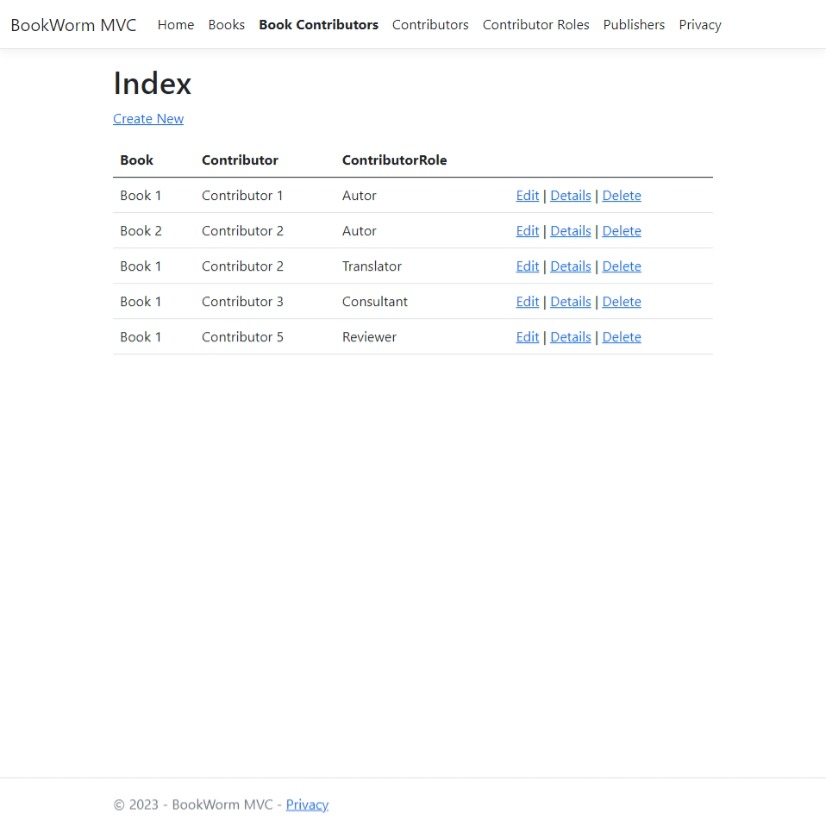 BookWorm MVC Home Books Book Contributors Contributors Contributor Roles Publishers Privacy
Index
Create New
Book Contributor ContributorRole
Book 1 Contributor 1 Autor Edit | Details | Delete
Book 2 Contributor 2 Autor Edit | Details | Delete
Book 1 Contributor 2 Translator Edit | Details | Delete
Book 1 Contributor 3 Consultant Edit | Details | Delete
Book 1 Contributor 5 Reviewer Edit | Details | Delete
© 2023 - BookWorm MVC - Privacy